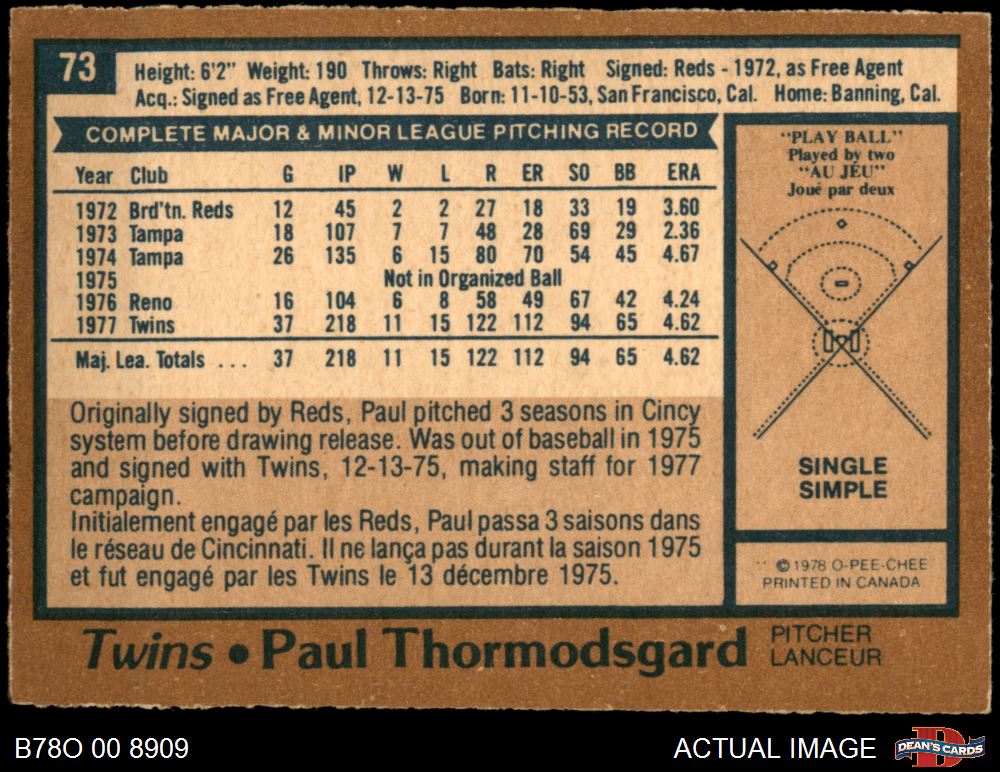 73
Height: 6'2" Weight: 190 Throws: Right Bats: Right Signed: Reds - 1972, as Free Agent
Acq.: Signed as Free Agent, 12-13-75 Born: 11-10-53, San Francisco, Cal. Home: Banning, Cal.
COMPLETE MAJOR & MINOR LEAGUE PITCHING RECORD
Year Club G IP W L R ER SO BB ERA
1972 Brd'tn. Reds 12 45 2 2 27 18 33 19 3.60
1973 Tampa 18 107 7 7 48 28 69 29 2.36
1974 Tampa 26 135 6 15 80 70 54 45 4.67
1975 Not in Organized Ball
1976 Reno 16 104 6 8 58 49 67 42 4.24
1977 Twins 37 218 11 15 122 112 94 65 4.62
Maj. Lea. Totals ... 37 218 11 15 122 112 94 65 4.62
Originally signed by Reds, Paul pitched 3 seasons in Cincy
system before drawing release. Was out of baseball in 1975
and signed with Twins, 12-13-75, making staff for 1977
campaign.
Initialement engagé par les Reds, Paul passa 3 saisons dans
le réseau de Cincinnati. Il ne lança pas durant la saison 1975
et fut engagé par les Twins le 13 décembre 1975.
"PLAY BALL"
Played by two
"AU JEU"
Joué par deux
SINGLE
SIMPLE
© 1978 O-PEE-CHEE
PRINTED IN CANADA
Twins • Paul Thormodsgard
PITCHER
LANCEUR
B78O 00 8909
ACTUAL IMAGE
DEAN'S CARDS